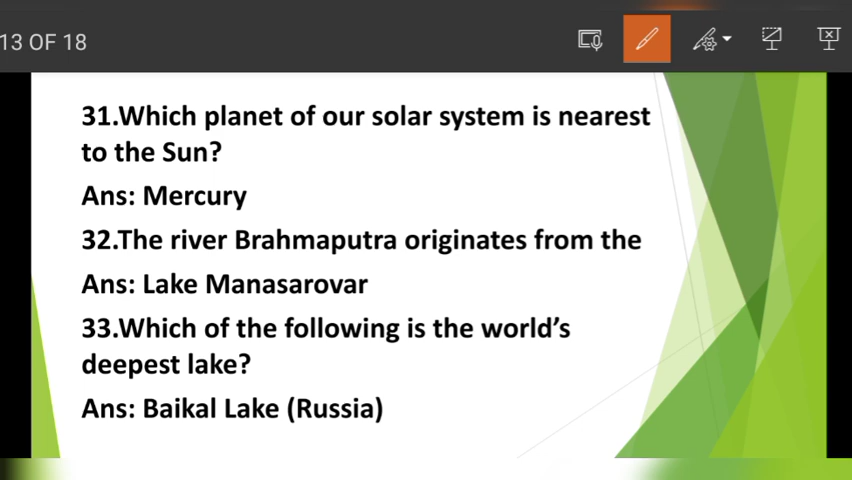 13 OF 18
31.Which planet of our solar system is nearest
to the Sun?
Ans: Mercury
32.The river Brahmaputra originates from the
Ans: Lake Manasarovar
33.Which of the following is the world’s
deepest lake?
Ans: Baikal Lake (Russia)